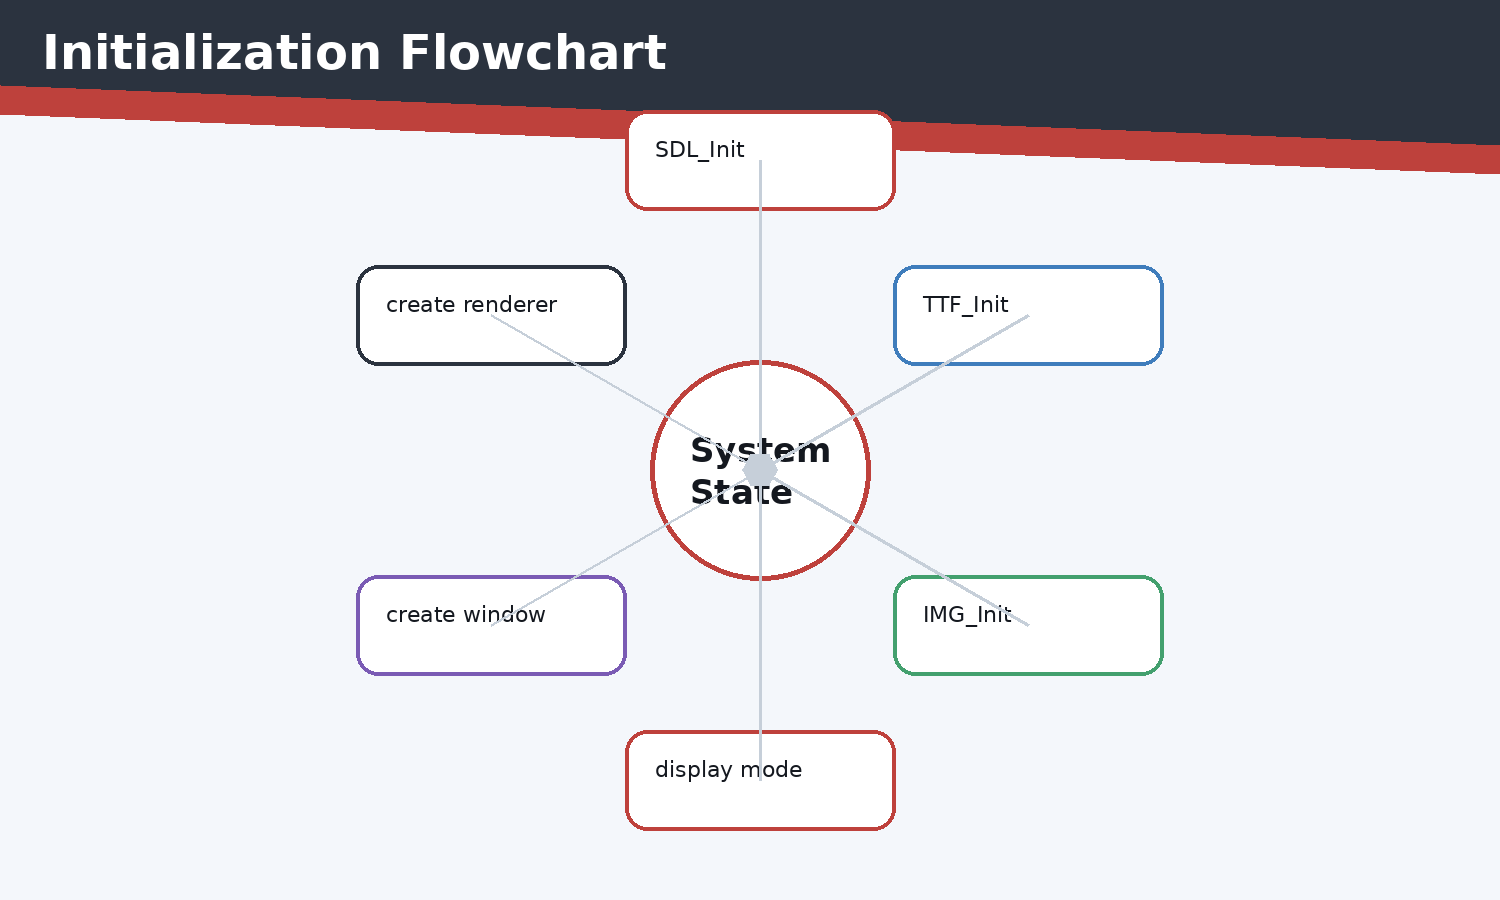 Initialization Flowchart
SDL_Init
create renderer
TTF_Init
System
State
create window
IMG_Init
display mode